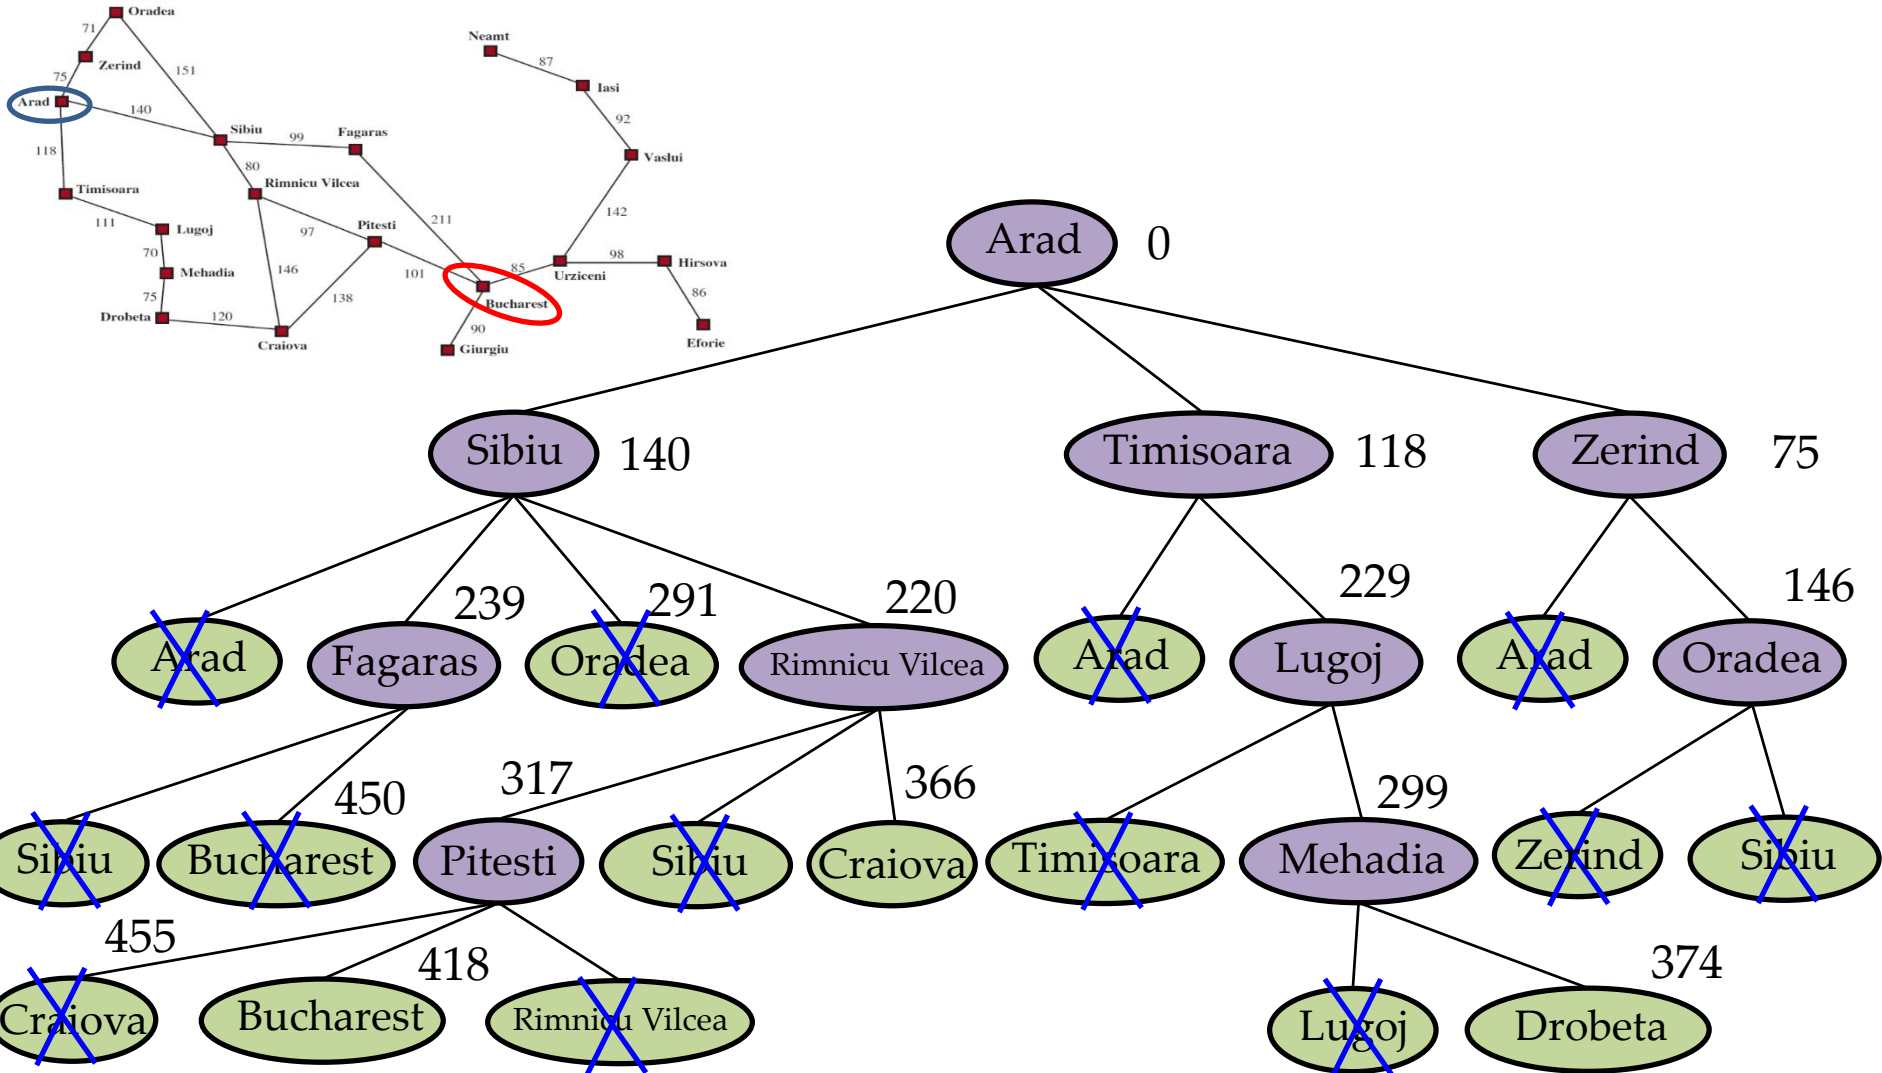 Oradea
71
Zerind
75
151
Arad
140
118
Sibiu
99
Fagaras
80
Timisoara
Rimnicu Vilcea
111
Lugoj
97
Pitesti
211
70
Mehadia
146
101
75
138
Drobeta
120
Craiova
Neamt
87
Iasi
92
Vaslui
142
98
Hirsova
85
Urziceni
86
Bucharest
90
Giurgiu
Eforie
Arad 0
Sibiu 140
Timisoara 118
Zerind 75
239
291
220
229
146
Arad
Fagaras
Oradea
Rimnicu Vilcea
Arad
Lugoj
Arad
Oradea
450
317
366
299
Sibiu
Bucharest
Pitesti
Sibiu
Craiova
Timisoara
Mehadia
Zerind
Sibiu
455
418
374
Craiova
Bucharest
Rimnicu Vilcea
Lugoj
Drobeta